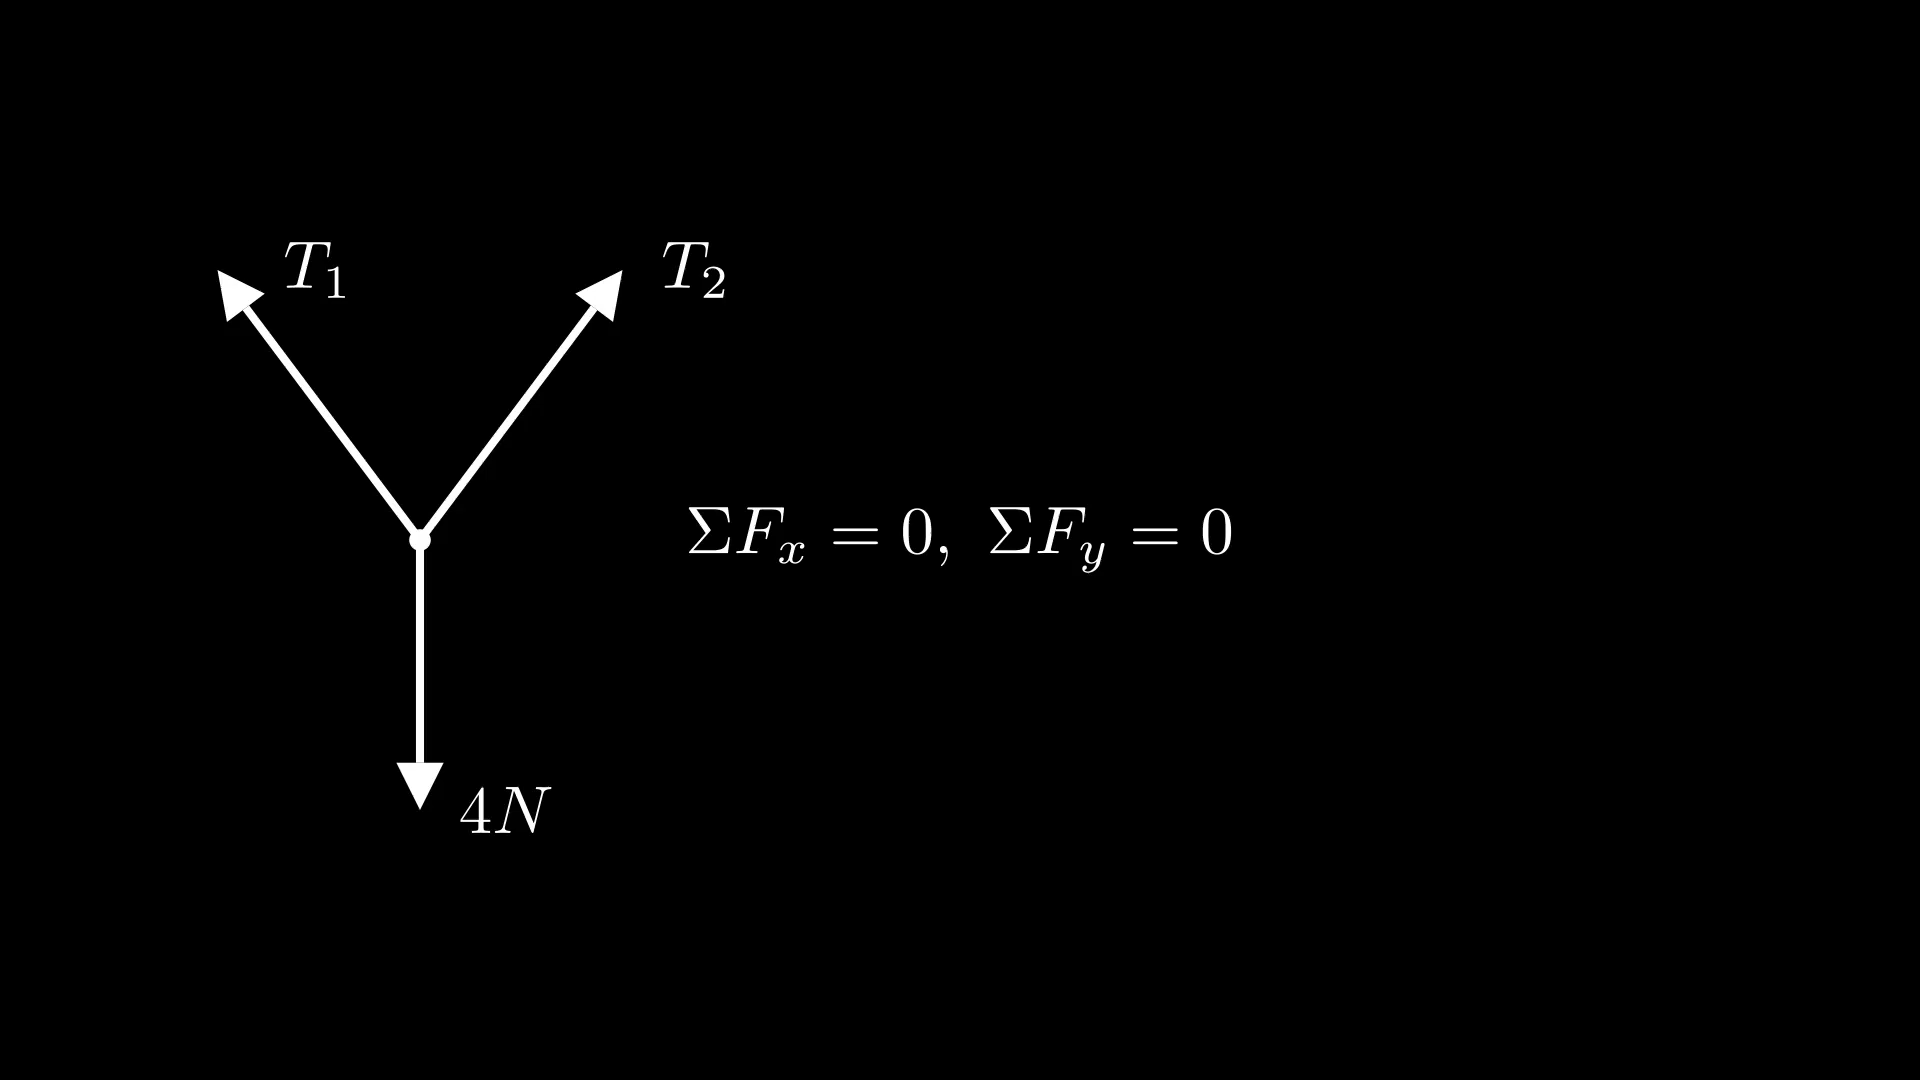 T₁
T₂
ΣFₓ = 0, ΣF_y = 0
4N